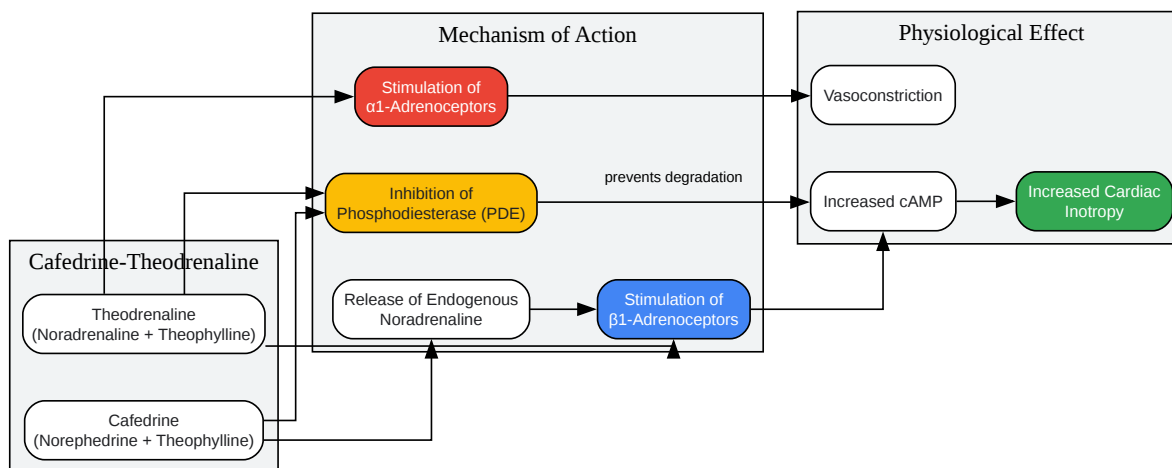 Mechanism of Action
Physiological Effect
Stimulation of
α1-Adrenoceptors
Vasoconstriction
Inhibition of
Phosphodiesterase (PDE)
prevents degradation
Increased cAMP
Increased Cardiac
Inotropy
Cafedrine-Theodrenaline
Theodrenaline
(Noradrenaline + Theophylline)
Release of Endogenous
Noradrenaline
Stimulation of
β1-Adrenoceptors
Cafedrine
(Norephedrine + Theophylline)